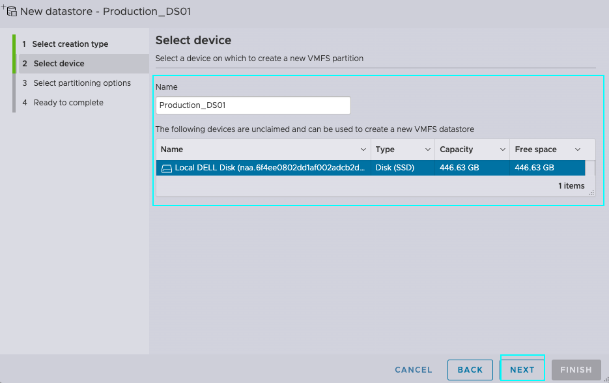 New datastore - Production_DS01
1 Select creation type
2 Select device
3 Select partitioning options
4 Ready to complete
Select device
Select a device on which to create a new VMFS partition
Name
Production_DS01
The following devices are unclaimed and can be used to create a new VMFS datastore
Name Type Capacity Free space
Local DELL Disk (naa.6f4ee0802dd1af002adcb2d... Disk (SSD) 446.63 GB 446.63 GB
1 items
CANCEL BACK NEXT FINISH